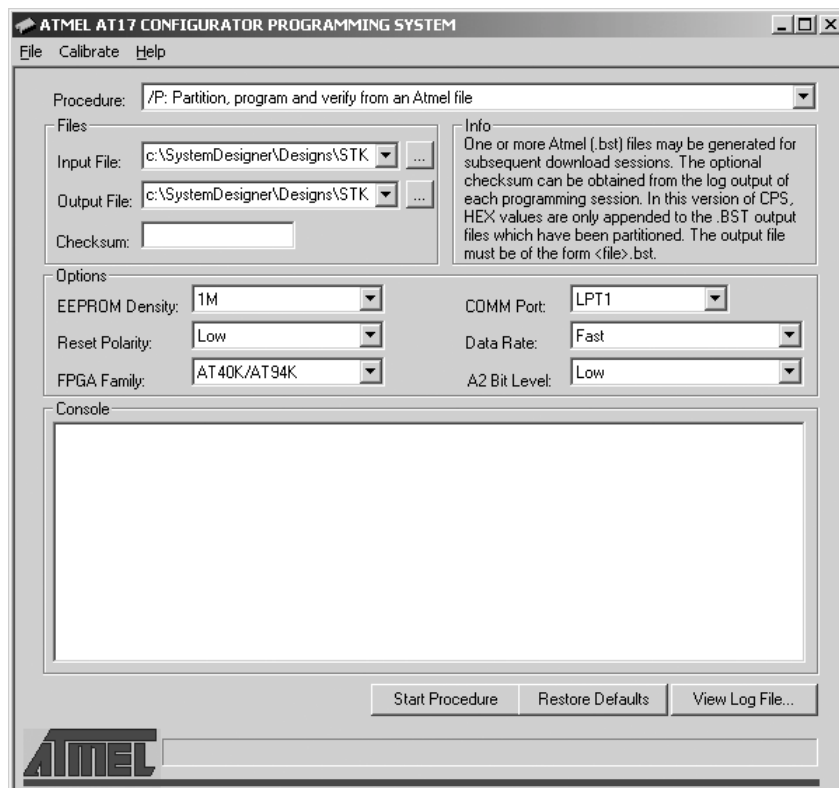 ATMEL AT17 CONFIGURATOR PROGRAMMING SYSTEM
File Calibrate Help
Procedure: /P: Partition, program and verify from an Atmel file
Files
Input File: c:\SystemDesigner\Designs\STK ...
Output File: c:\SystemDesigner\Designs\STK ...
Checksum:
Info
One or more Atmel (.bst) files may be generated for
subsequent download sessions. The optional
checksum can be obtained from the log output of
each programming session. In this version of CPS,
HEX values are only appended to the .BST output
files which have been partitioned. The output file
must be of the form <file>.bst.
Options
EEPROM Density: 1M
COMM Port: LPT1
Reset Polarity: Low
Data Rate: Fast
FPGA Family: AT40K/AT94K
A2 Bit Level: Low
Console
Start Procedure Restore Defaults View Log File...
ATMEL